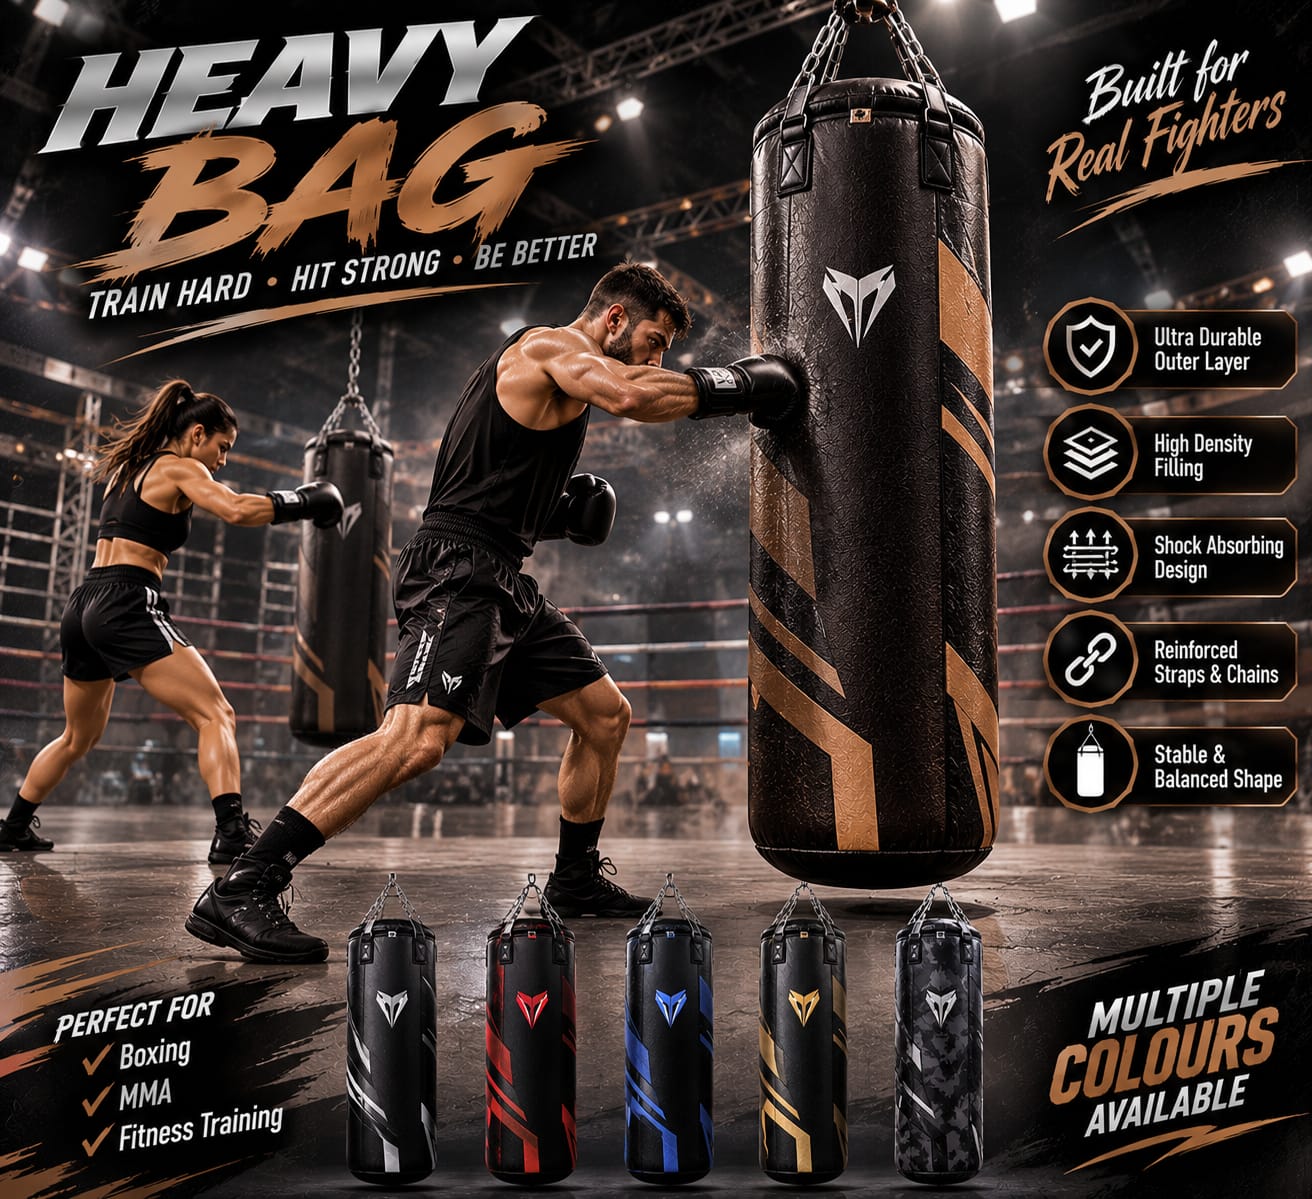 HEAVY
BAG
TRAIN HARD • HIT STRONG • BE BETTER
Built for
Real Fighters
Ultra Durable
Outer Layer
High Density
Filling
Shock Absorbing
Design
Reinforced
Straps & Chains
Stable &
Balanced Shape
PERFECT FOR
Boxing
MMA
Fitness Training
MULTIPLE
COLOURS
AVAILABLE